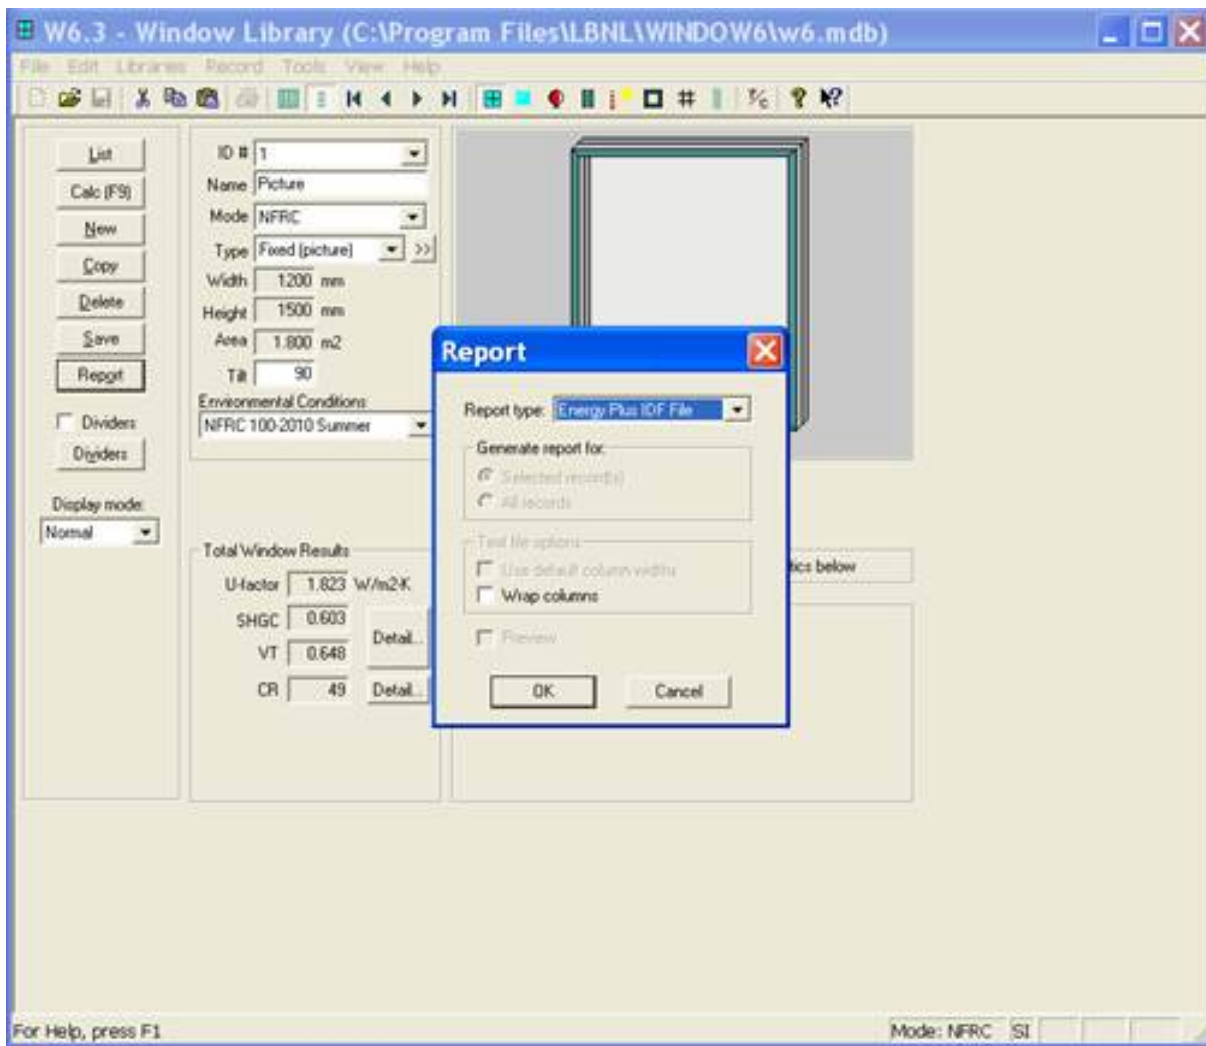 W6.3 - Window Library (C:\Program Files\LBNL\WINDOW6\w6.mdb)
File Edit Libraries Record Tools View Help
List
Calc (F9)
New
Copy
Delete
Save
Report
Dividers
Dividers
Display mode:
Normal
ID # 1
Name Picture
Mode NFRC
Type Fixed (picture) >>
Width 1200 mm
Height 1500 mm
Area 1.800 m2
Tilt 90
Environmental Conditions
NFRC 100-2010 Summer
Total Window Results
U-factor 1.823 W/m2-K
SHGC 0.603
VT 0.648
Detail...
CR 49 Detail...
Report
Report type: Energy Plus IDF File
Generate report for:
Selected record(s)
All records
Text file options
Use default column widths
Wrap columns
Preview
OK Cancel
tics below
For Help, press F1
Mode: NFRC SI